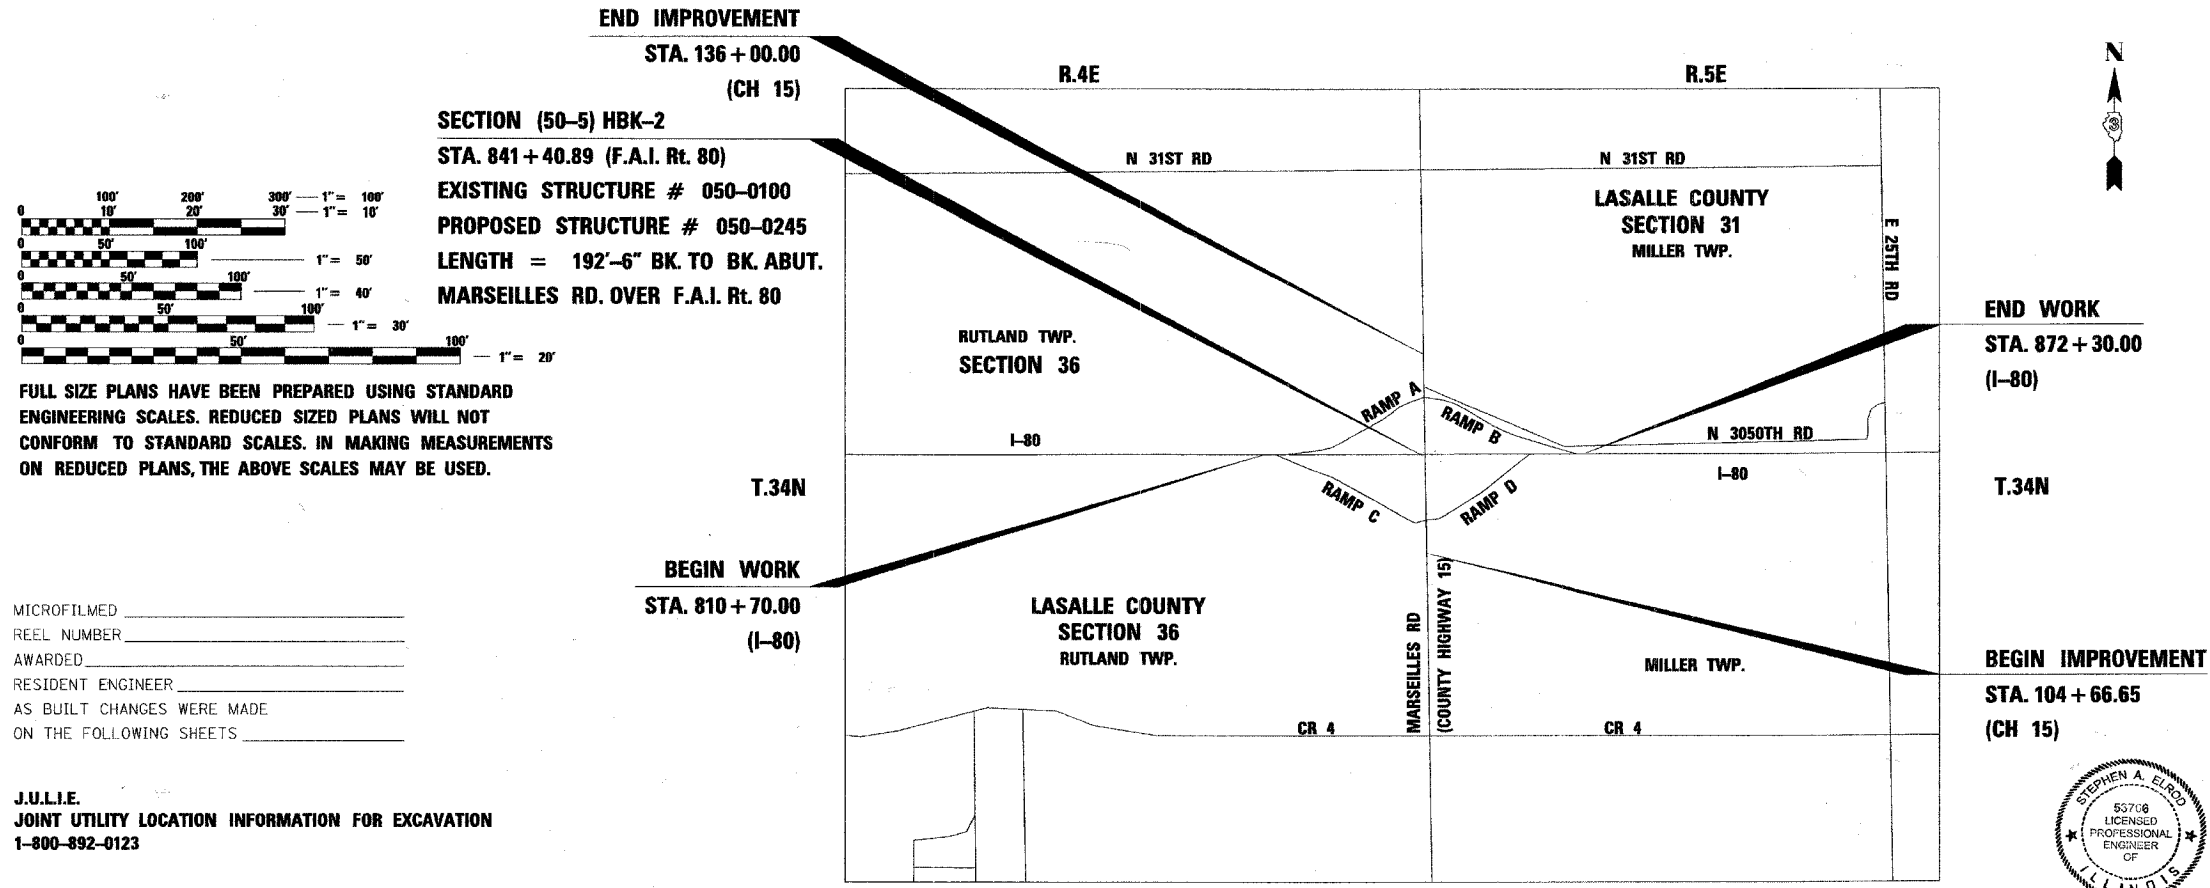 END IMPROVEMENT
STA. 136+00.00
(CH 15)
SECTION (50-5) HBK-2
STA. 841+40.89 (F.A.I. Rt. 80)
EXISTING STRUCTURE # 050-0100
PROPOSED STRUCTURE # 050-0245
LENGTH = 192'-6" BK. TO BK. ABUT.
MARSEILLES RD. OVER F.A.I. Rt. 80
100' 200' 300' 1"= 100'
0 10' 20' 30' 1"= 10'
0 50' 100'
1"= 50'
0 50' 100'
1"= 40'
0 50' 100'
1"= 30'
0 50' 100'
1"= 20'
FULL SIZE PLANS HAVE BEEN PREPARED USING STANDARD
ENGINEERING SCALES. REDUCED SIZED PLANS WILL NOT
CONFORM TO STANDARD SCALES. IN MAKING MEASUREMENTS
ON REDUCED PLANS, THE ABOVE SCALES MAY BE USED.
MICROFILMED
REEL NUMBER
AWARDED
RESIDENT ENGINEER
AS BUILT CHANGES WERE MADE
ON THE FOLLOWING SHEETS
J.U.L.I.E.
JOINT UTILITY LOCATION INFORMATION FOR EXCAVATION
1-800-892-0123
R.4E
R.5E
N
3
N 31ST RD
N 31ST RD
LASALLE COUNTY
SECTION 31
MILLER TWP.
E 25TH RD
RUTLAND TWP.
SECTION 36
END WORK
STA. 872+30.00
(I-80)
RAMP A
RAMP B
I-80
N 3050TH RD
I-80
T.34N
T.34N
RAMP C
RAMP D
BEGIN WORK
STA. 810+70.00
(I-80)
LASALLE COUNTY
SECTION 36
RUTLAND TWP.
MARSEILLES RD
(COUNTY HIGHWAY 15)
MILLER TWP.
BEGIN IMPROVEMENT
STA. 104+66.65
(CH 15)
CR 4
CR 4
STEPHEN A. ELROD
53706
LICENSED
PROFESSIONAL
ENGINEER
OF
ILLINOIS